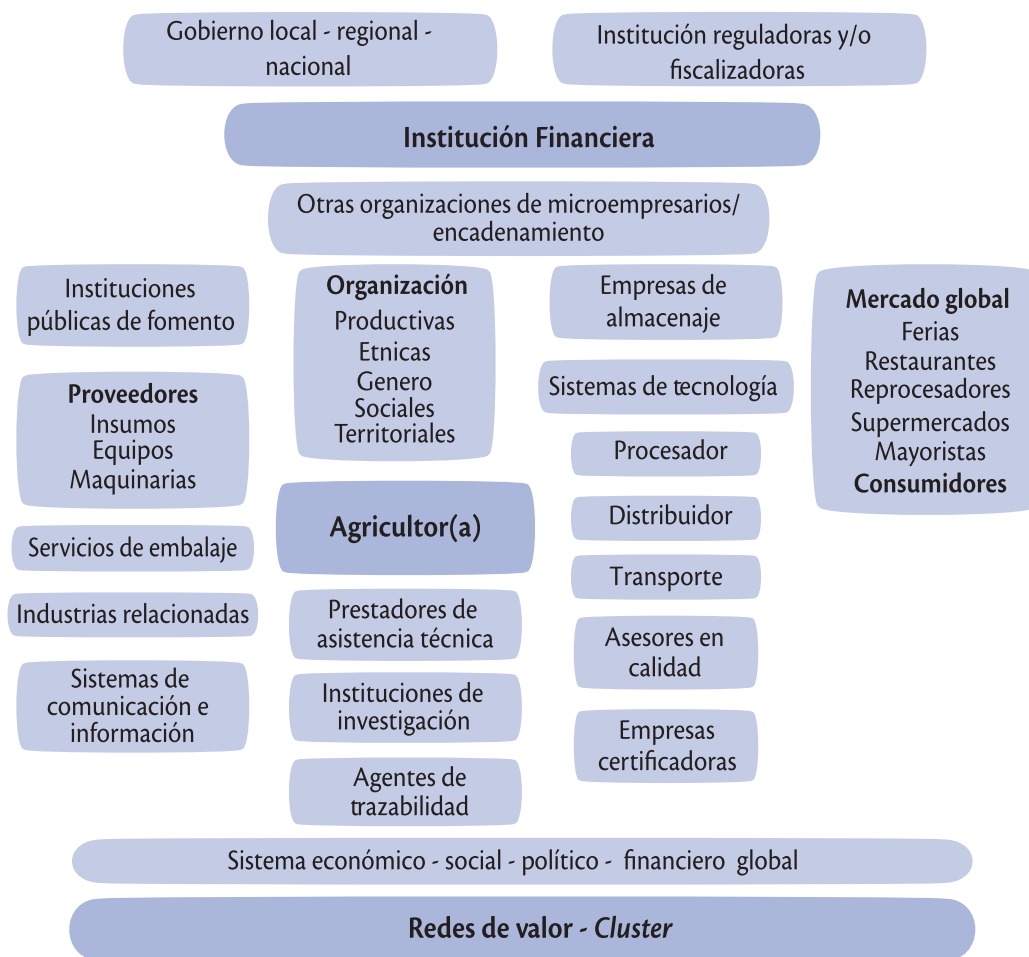 Gobierno local - regional -
nacional
Institución reguladoras y/o
fiscalizadoras
Institución Financiera
Otras organizaciones de microempresarios/
encadenamiento
Instituciones
públicas de fomento
Proveedores
Insumos
Equipos
Maquinarias
Servicios de embalaje
Industrias relacionadas
Sistemas de
comunicación e
información
Organización
Productivas
Etnicas
Genero
Sociales
Territoriales
Agricultor(a)
Prestadores de
asistencia técnica
Instituciones de
investigación
Agentes de
trazabilidad
Empresas de
almacenaje
Sistemas de tecnología
Procesador
Distribuidor
Transporte
Asesores en
calidad
Empresas
certificadoras
Mercado global
Ferias
Restaurantes
Reprocesadores
Supermercados
Mayoristas
Consumidores
Sistema económico - social - político - financiero global
Redes de valor - Cluster